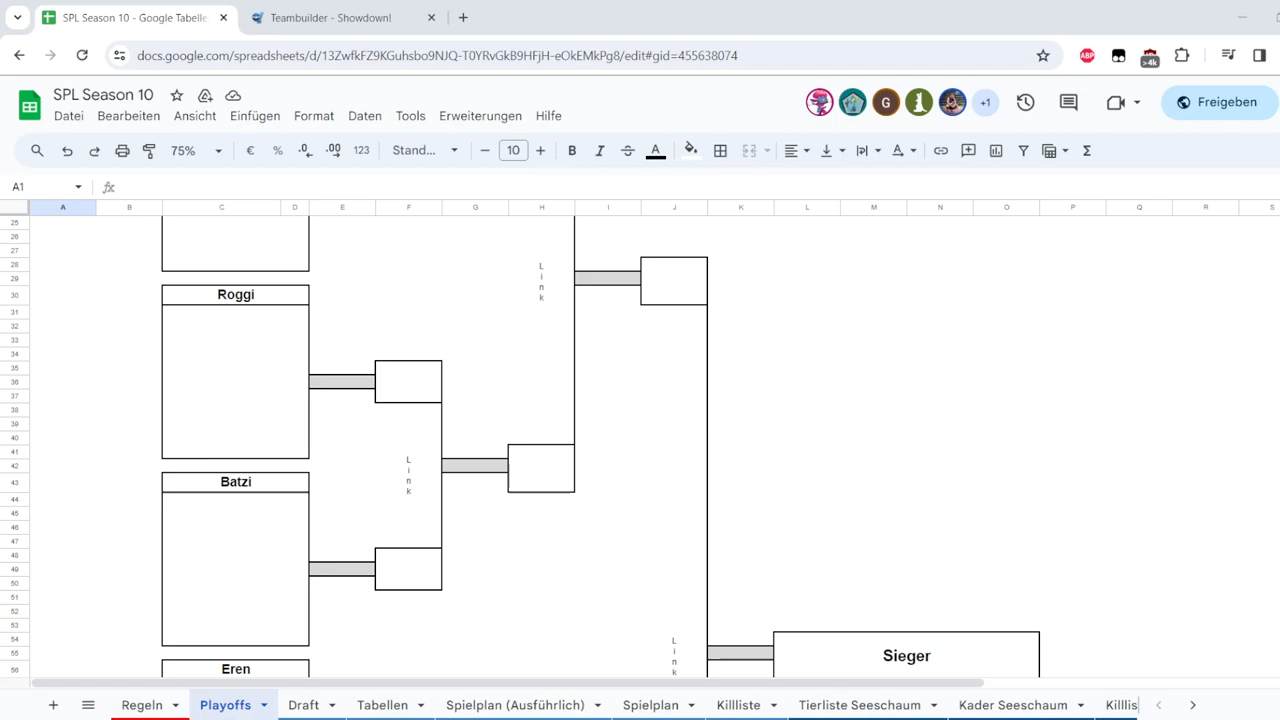 SPL Season 10 - Google Tabelle
Teambuilder - Showdown!
docs.google.com/spreadsheets/d/13ZwfkFZ9KGuhsbo9NJQ-T0YRvGkB9HFjH-eOkEMkPg8/edit#gid=455638074
ABP
>4k
SPL Season 10
G
+1
Freigeben
Datei Bearbeiten Ansicht Einfügen Format Daten Tools Erweiterungen Hilfe
75% € % .0 .00 123 Stand... 10 B I A Σ
A1 fx
A B C D E F G H I J K L M N O P Q R S
25
26
27
28
29
30 Roggi
31
32
33
34
35
36
37
38
39
40
41
42
43 Batzi
44
45
46
47
48
49
50
51
52
53
54
55 Sieger
56 Eren
Link
Link
Link
Regeln Playoffs Draft Tabellen Spielplan (Ausführlich) Spielplan Killliste Tierliste Seeschaum Kader Seeschaum Killlis